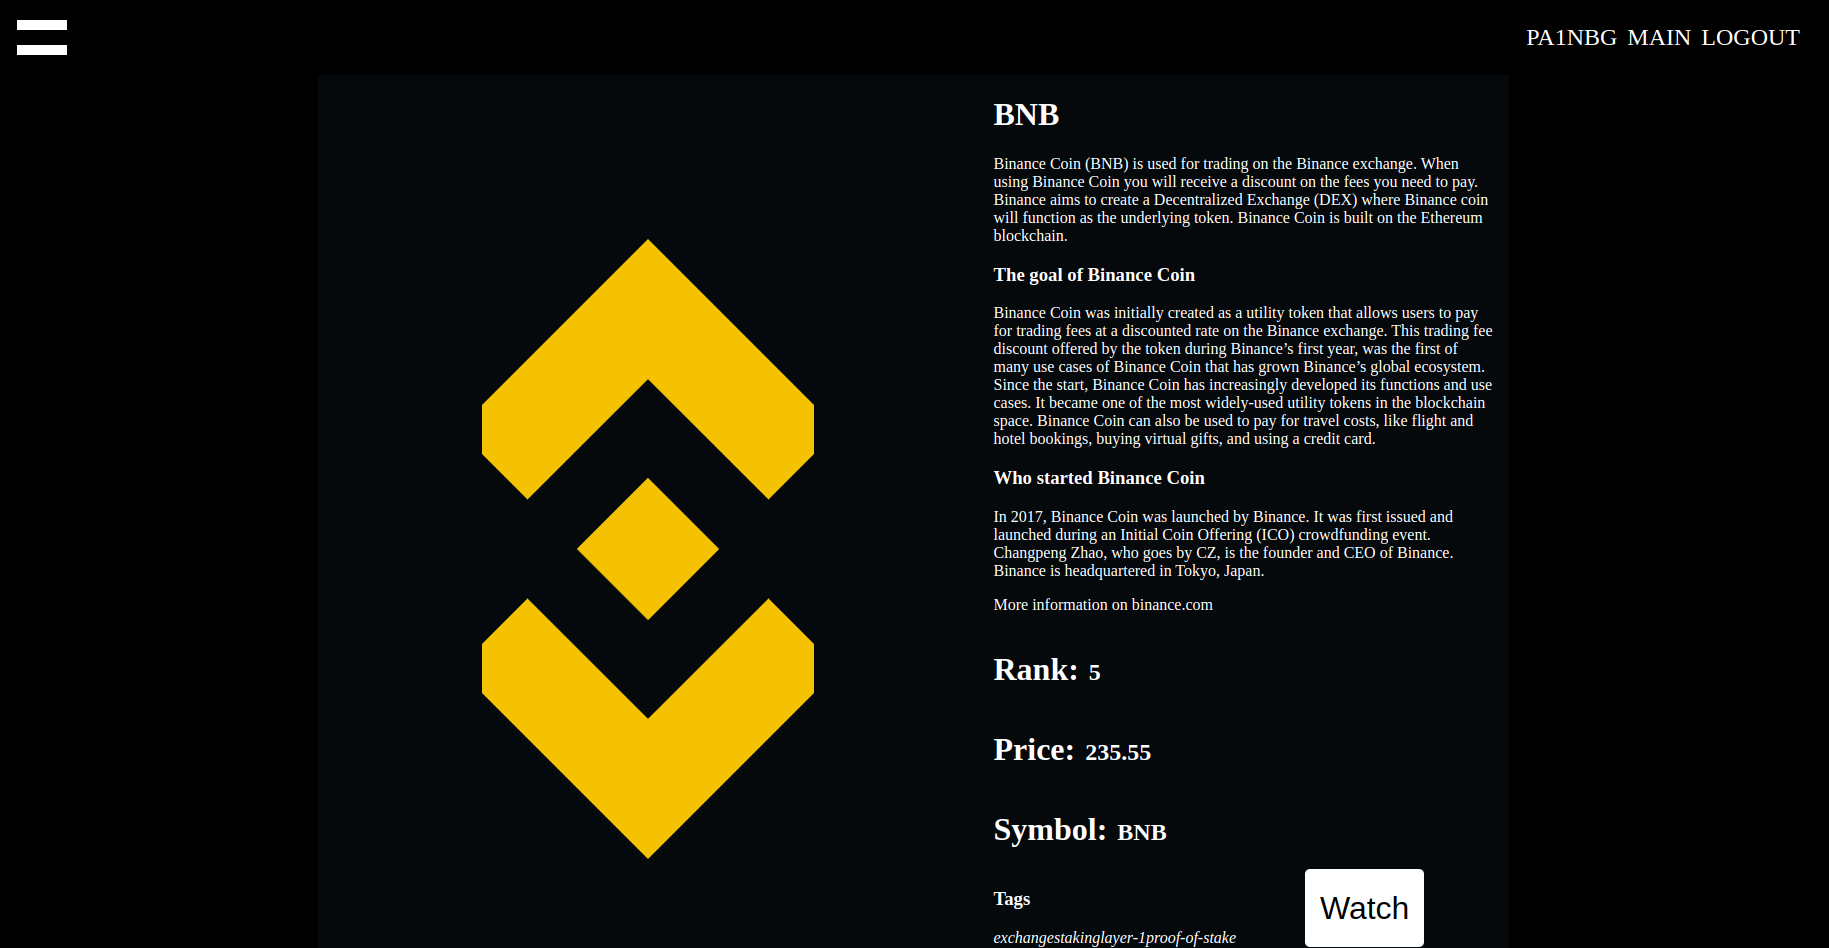 PA1NBG MAIN LOGOUT
BNB
Binance Coin (BNB) is used for trading on the Binance exchange. When
using Binance Coin you will receive a discount on the fees you need to pay.
Binance aims to create a Decentralized Exchange (DEX) where Binance coin
will function as the underlying token. Binance Coin is built on the Ethereum
blockchain.
The goal of Binance Coin
Binance Coin was initially created as a utility token that allows users to pay
for trading fees at a discounted rate on the Binance exchange. This trading fee
discount offered by the token during Binance’s first year, was the first of
many use cases of Binance Coin that has grown Binance’s global ecosystem.
Since the start, Binance Coin has increasingly developed its functions and use
cases. It became one of the most widely-used utility tokens in the blockchain
space. Binance Coin can also be used to pay for travel costs, like flight and
hotel bookings, buying virtual gifts, and using a credit card.
Who started Binance Coin
In 2017, Binance Coin was launched by Binance. It was first issued and
launched during an Initial Coin Offering (ICO) crowdfunding event.
Changpeng Zhao, who goes by CZ, is the founder and CEO of Binance.
Binance is headquartered in Tokyo, Japan.
More information on binance.com
Rank: 5
Price: 235.55
Symbol: BNB
Tags
Watch
exchangestakinglayer-1proof-of-stake